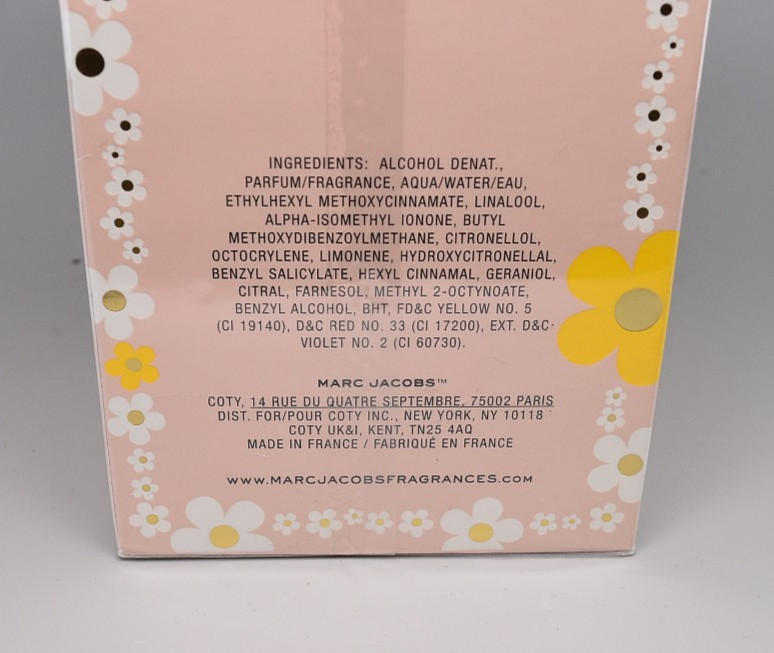 INGREDIENTS: ALCOHOL DENAT.,
PARFUM/FRAGRANCE, AQUA/WATER/EAU,
ETHYLHEXYL METHOXYCINNAMATE, LINALOOL,
ALPHA-ISOMETHYL IONONE, BUTYL
METHOXYDIBENZOYLMETHANE, CITRONELLOL,
OCTOCRYLENE, LIMONENE, HYDROXYCITRONELLAL,
BENZYL SALICYLATE, HEXYL CINNAMAL, GERANIOL,
CITRAL, FARNESOL, METHYL 2-OCTYNOATE,
BENZYL ALCOHOL, BHT, FD&C YELLOW NO. 5
(CI 19140), D&C RED NO. 33 (CI 17200), EXT. D&C
VIOLET NO. 2 (CI 60730).
MARC JACOBS™
COTY, 14 RUE DU QUATRE SEPTEMBRE, 75002 PARIS
DIST. FOR/POUR COTY INC., NEW YORK, NY 10118
COTY UK&I, KENT, TN25 4AQ
MADE IN FRANCE / FABRIQUÉ EN FRANCE
WWW.MARCJACOBSFRAGRANCES.COM